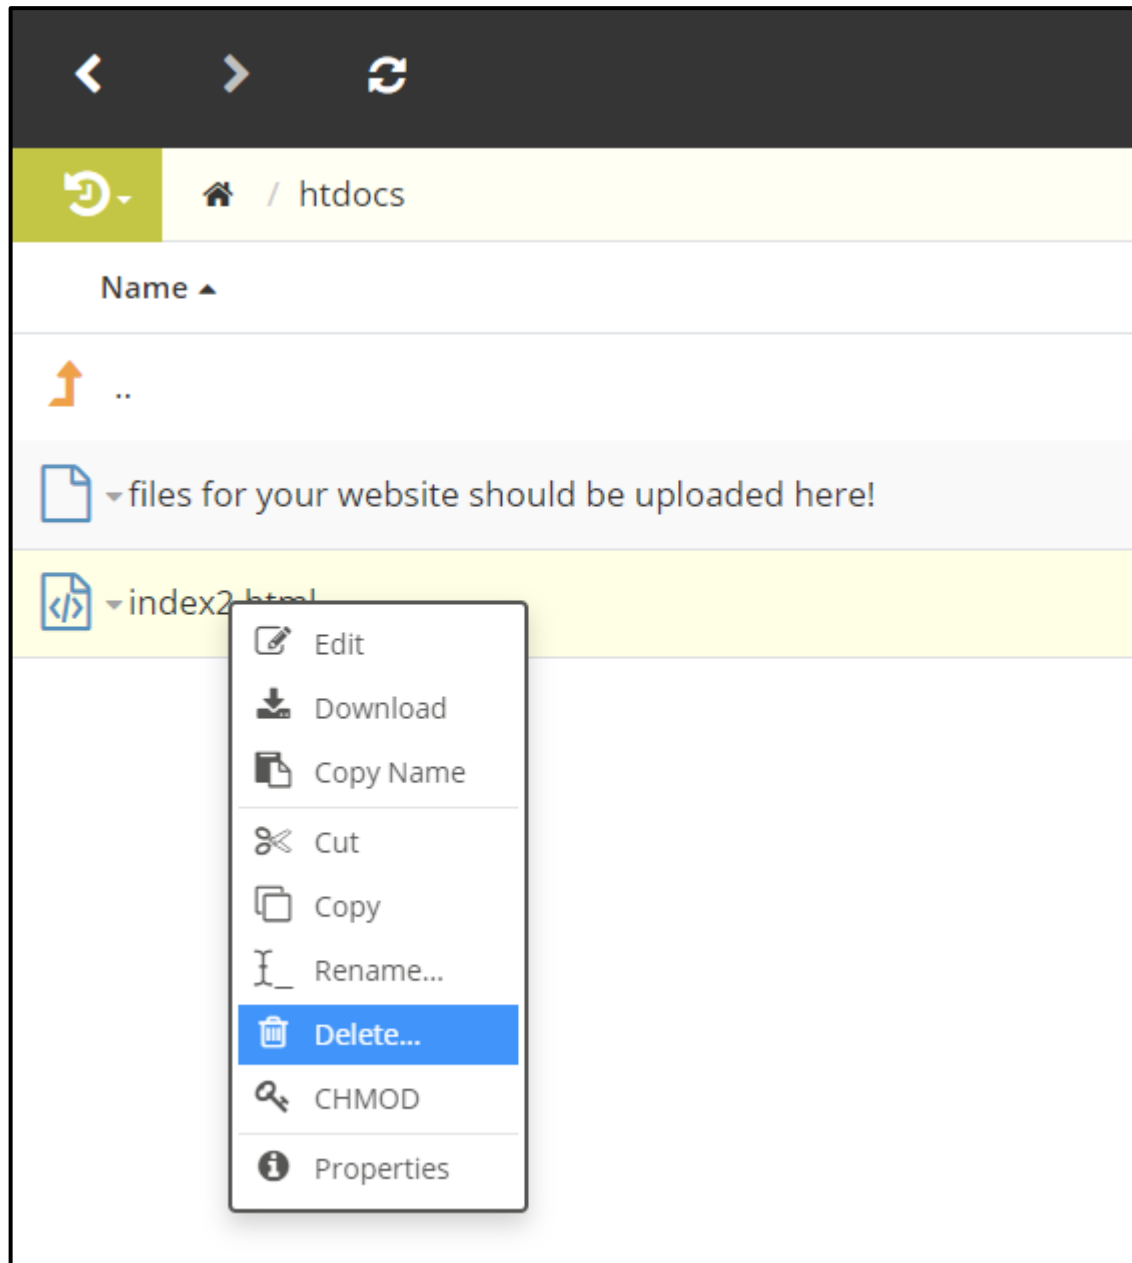 / htdocs
Name
..
files for your website should be uploaded here!
index2.html
Edit
Download
Copy Name
Cut
Copy
Rename...
Delete...
CHMOD
Properties